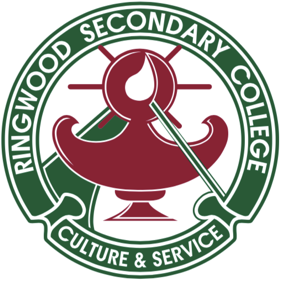 RINGWOOD SECONDARY COLLEGE
CULTURE & SERVICE